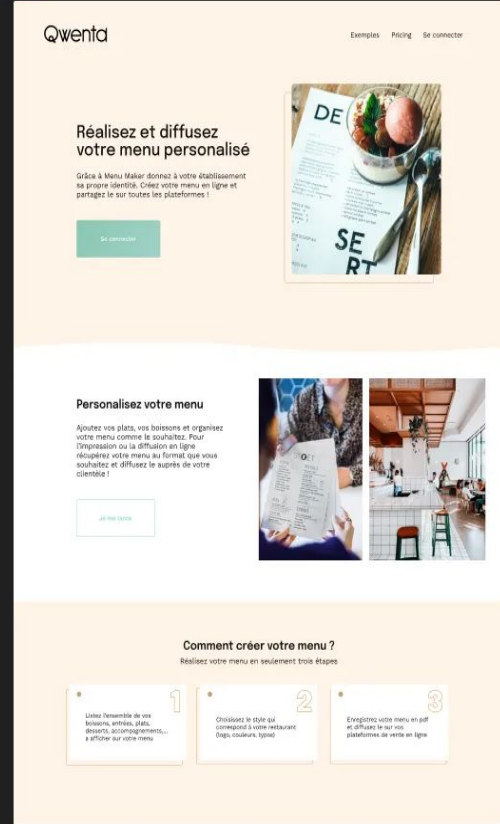 Qwenta
Exemples Pricing Se connecter
Réalisez et diffusez
votre menu personalisé
Grâce à Menu Maker donnez à votre établissement
sa propre identité. Créez votre menu en ligne et
partagez le sur toutes les plateformes !
Se connecter
DE
SE
RT
Personalisez votre menu
Ajoutez vos plats, vos boissons et organisez
votre menu comme le souhaitez. Pour
l'impression ou la diffusion en ligne
récupérez votre menu au format que vous
souhaitez et diffusez le auprès de votre
clientèle !
Comment créer votre menu ?
Réalisez votre menu en seulement trois étapes
1
Listez l'ensemble de vos
boissons, entrées, plats,
desserts, accompagnements,...
à afficher sur votre menu
2
Choisissez le style qui
correspond à votre restaurant
(logo, couleurs, typos)
3
Enregistrez votre menu en pdf
et diffusez le sur vos
plateformes de vente en ligne